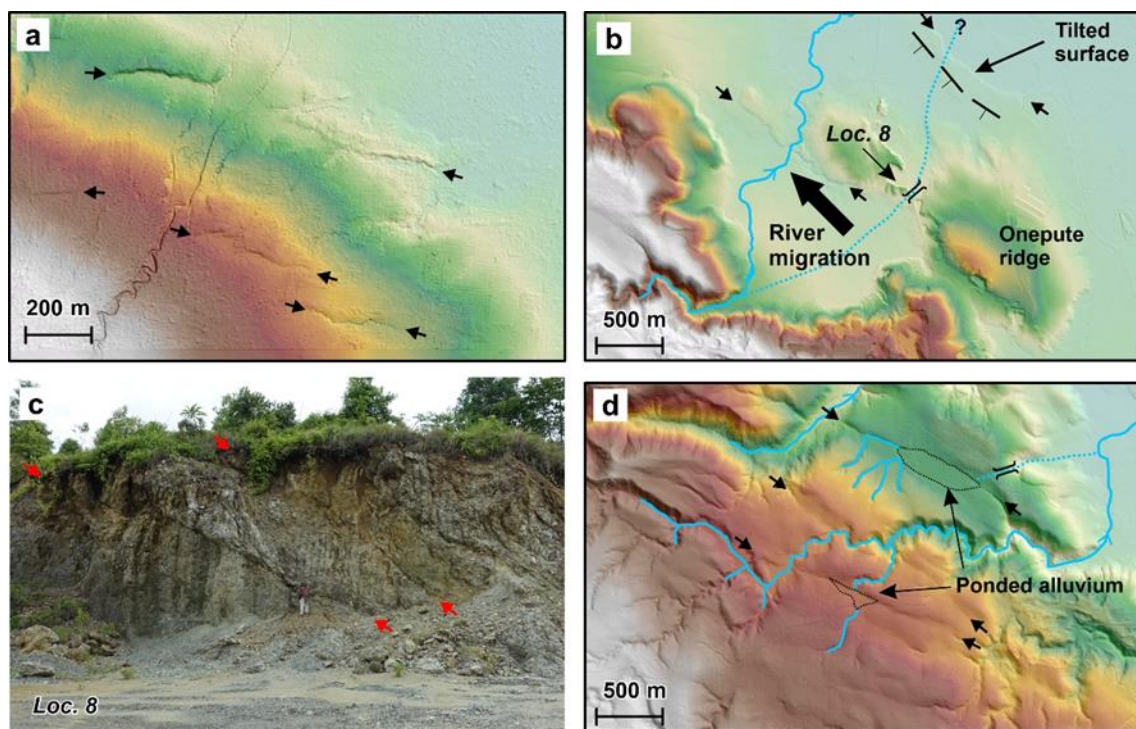 a
200 m
b
?
Tilted
surface
Loc. 8
River
migration
Onepute
ridge
500 m
c
Loc. 8
d
Ponded alluvium
500 m